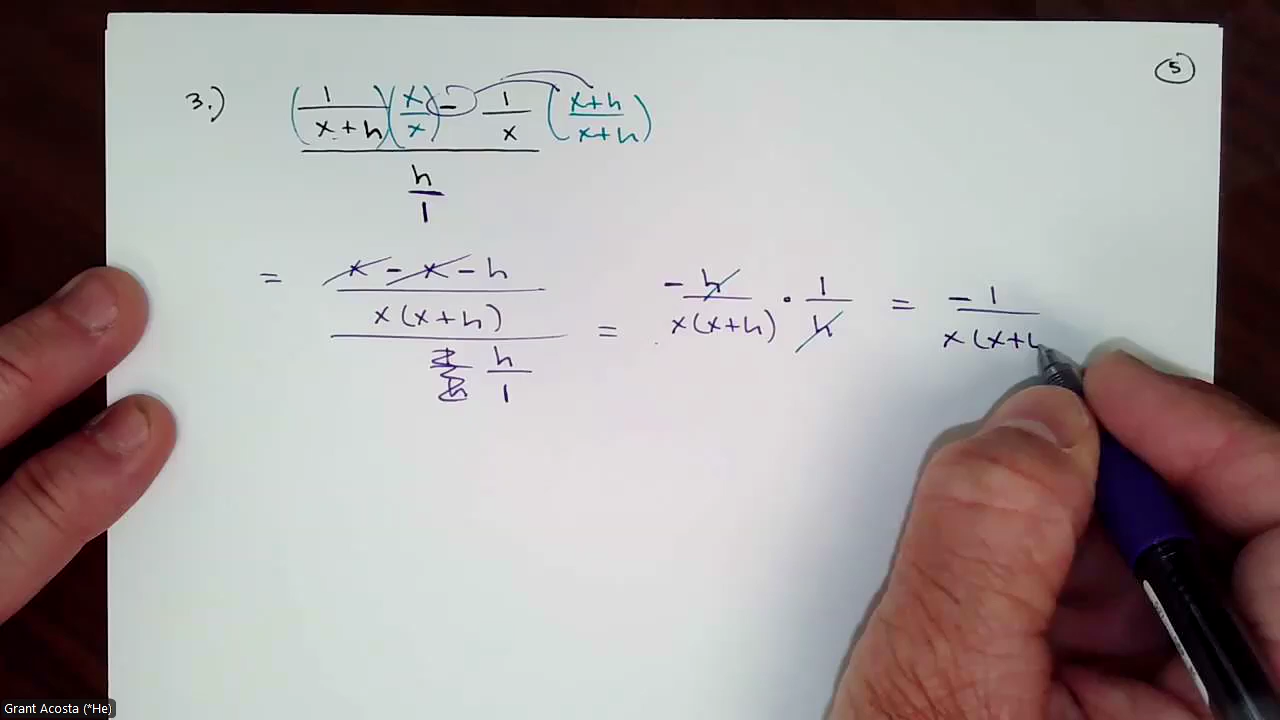 5
3.) (1/(x+h))(x/x) - 1/x ((x+h)/(x+h))
h/1
= (x - x - h)/(x(x+h)) = -h/(x(x+h)) · 1/h = -1/(x(x+h
h/1
Grant Acosta (*He)